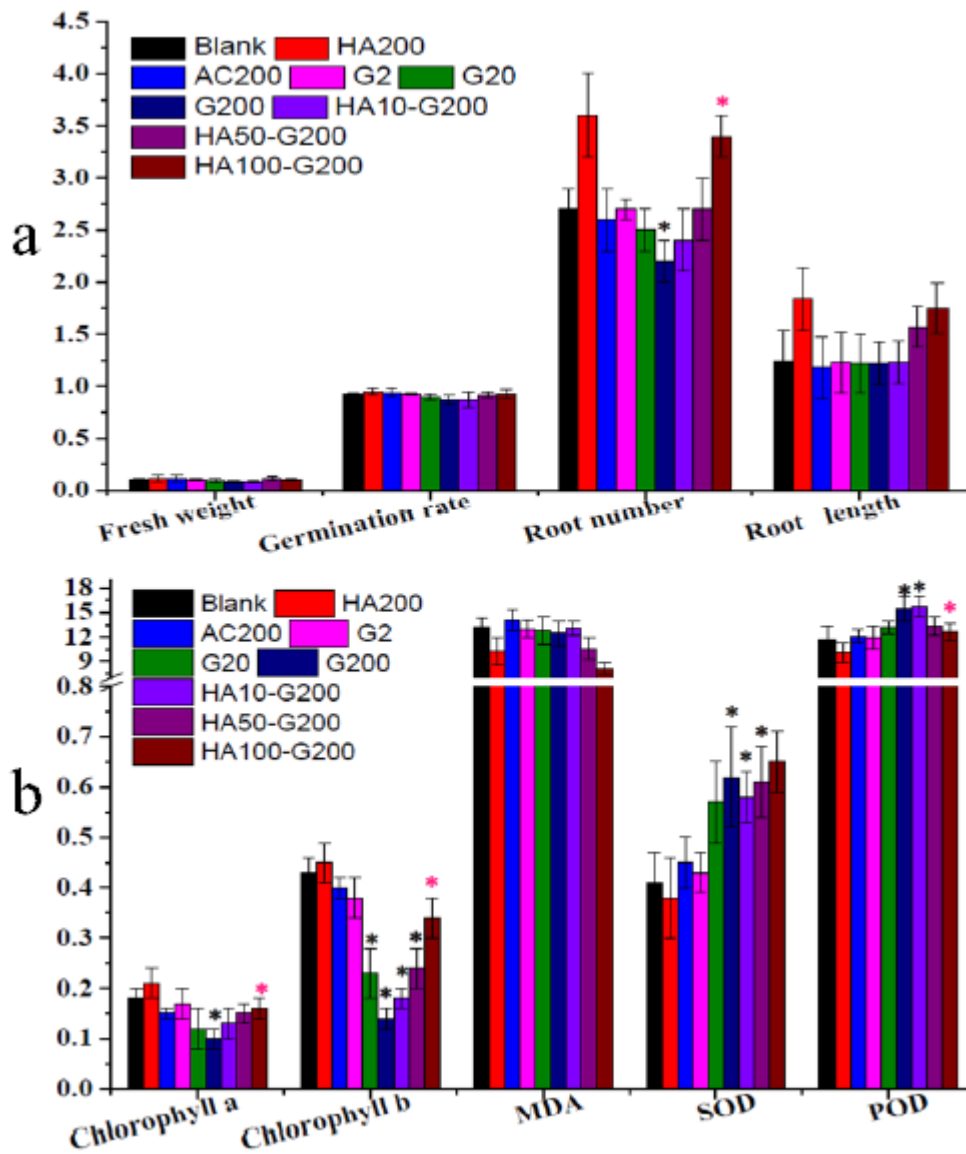 4.5
4.0
3.5
3.0
2.5
2.0
1.5
1.0
0.5
0.0
a
Blank HA200
AC200 G2 G20
G200 HA10-G200
HA50-G200
HA100-G200
*
*
Fresh weight Germination rate Root number Root length
18
15
12
9
0.8
0.7
0.6
0.5
0.4
0.3
0.2
0.1
0.0
b
Blank HA200
AC200 G2
G20 G200
HA10-G200
HA50-G200
HA100-G200
* *
* * * * *
* * * * *
* *
Chlorophyll a Chlorophyll b MDA SOD POD